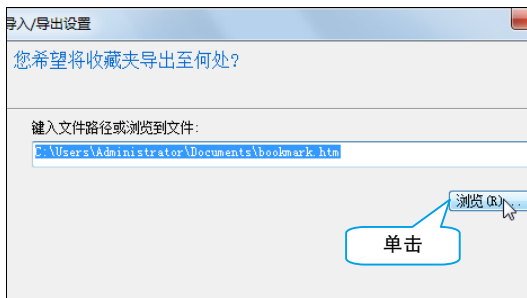 导入/导出设置
您希望将收藏夹导出至何处?
键入文件路径或浏览到文件:
C:\Users\Administrator\Documents\bookmark.htm
浏览(R)...
单击